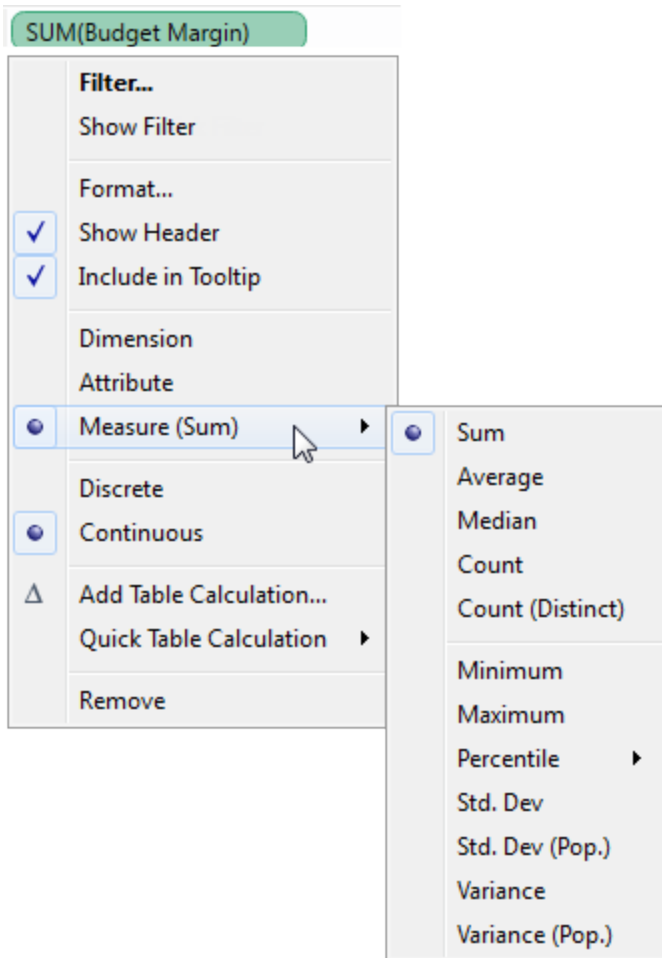 SUM(Budget Margin)
Filter...
Show Filter
Format...
Show Header
Include in Tooltip
Dimension
Attribute
Measure (Sum)
Discrete
Continuous
Δ Add Table Calculation...
Quick Table Calculation
Remove
Sum
Average
Median
Count
Count (Distinct)
Minimum
Maximum
Percentile
Std. Dev
Std. Dev (Pop.)
Variance
Variance (Pop.)